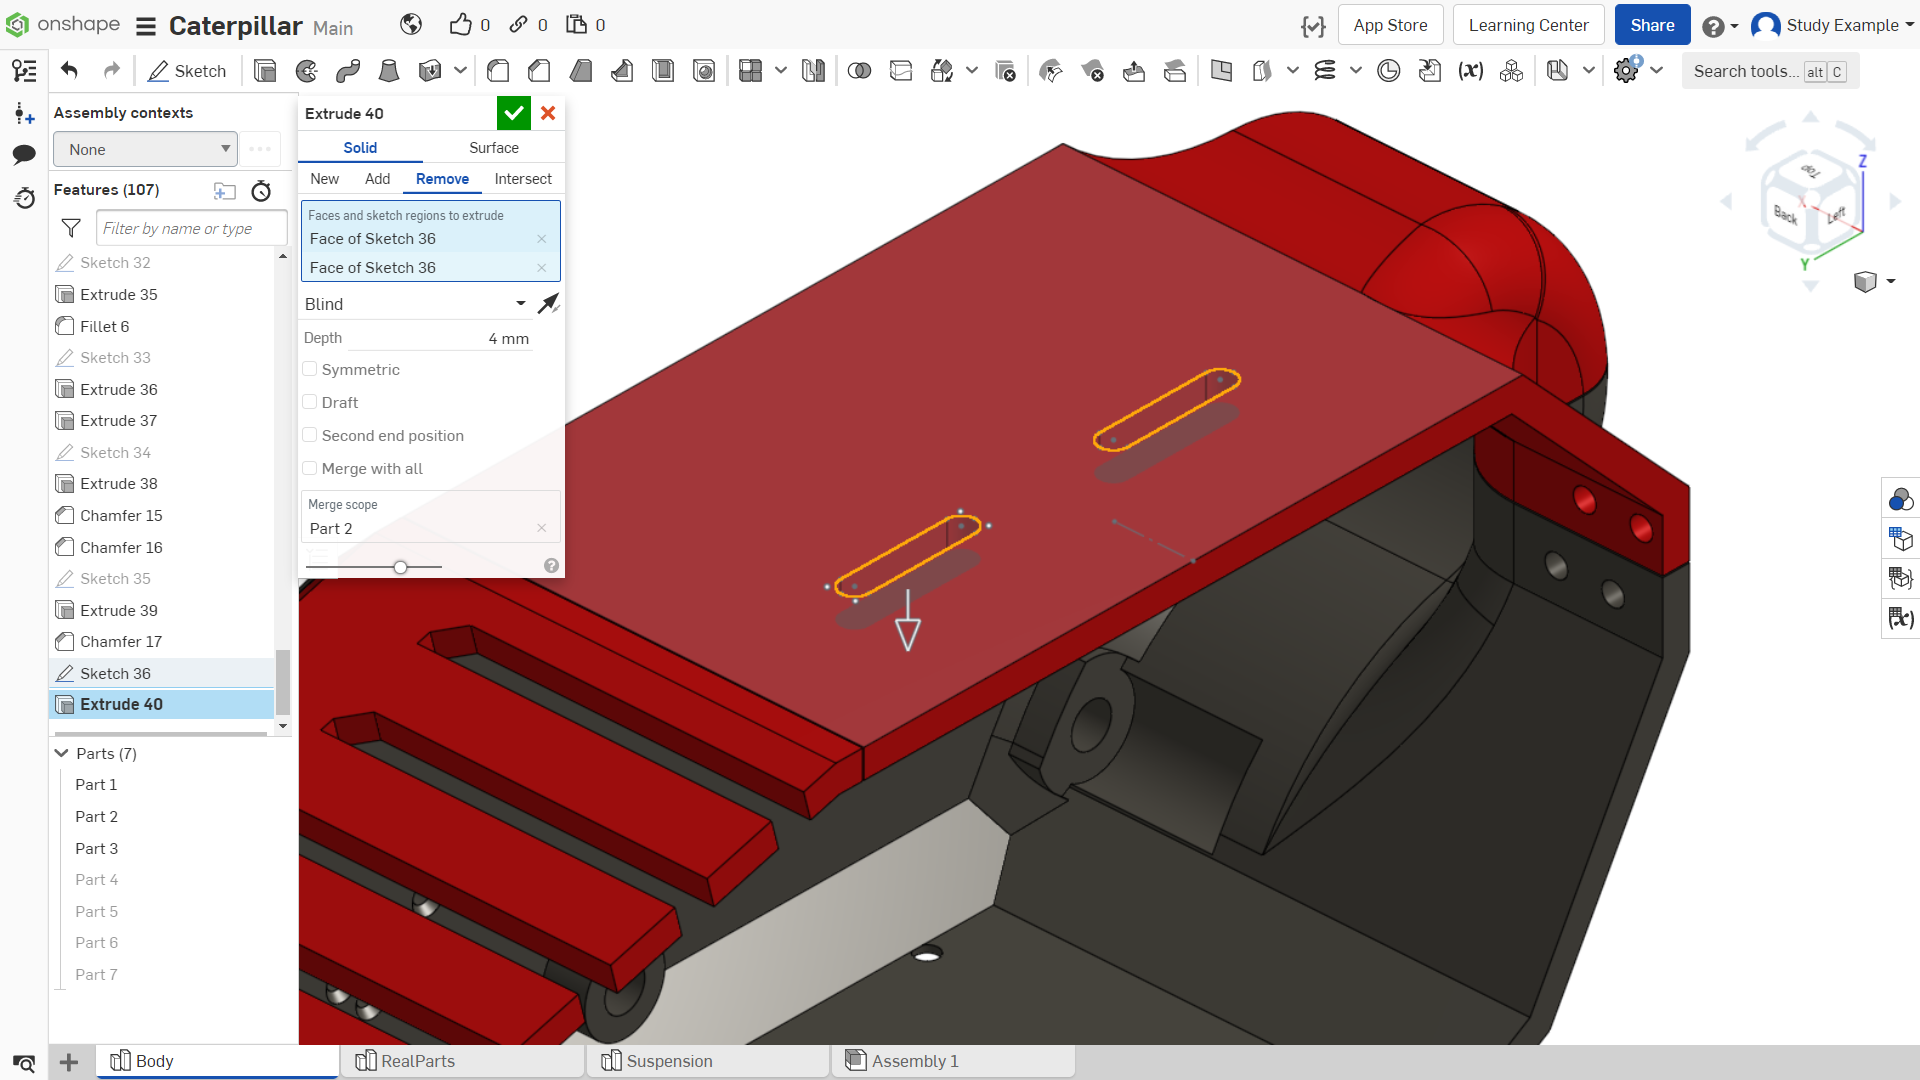 onshape Caterpillar Main 0 0 0 App Store Learning Center Share Study Example
Sketch Search tools... alt C
Assembly contexts
None
Features (107)
Filter by name or type
Sketch 32
Extrude 35
Fillet 6
Sketch 33
Extrude 36
Extrude 37
Sketch 34
Extrude 38
Chamfer 15
Chamfer 16
Sketch 35
Extrude 39
Chamfer 17
Sketch 36
Extrude 40
Parts (7)
Part 1
Part 2
Part 3
Part 4
Part 5
Part 6
Part 7
Extrude 40
Solid Surface
New Add Remove Intersect
Faces and sketch regions to extrude
Face of Sketch 36
Face of Sketch 36
Blind
Depth 4 mm
Symmetric
Draft
Second end position
Merge with all
Merge scope
Part 2
Z
Top
X
Back Left
Y
Body RealParts Suspension Assembly 1